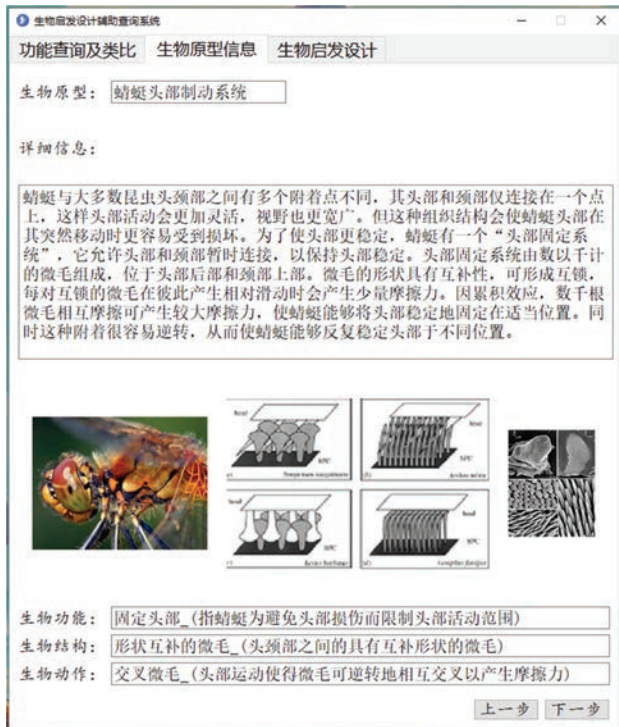 生物启发设计辅助查询系统
功能查询及类比 生物原型信息 生物启发设计
生物原型： 蜻蜓头部制动系统
详细信息：
蜻蜓与大多数昆虫头颈部之间有多个附着点不同，其头部和颈部仅连接在一个点
上，这样头部活动会更加灵活，视野也更宽广。但这种组织结构会使蜻蜓头部在
其突然移动时更容易受到损坏。为了使头部更稳定，蜻蜓有一个“头部固定系
统”，它允许头部和颈部暂时连接，以保持头部稳定。头部固定系统由数以千计
的微毛组成，位于头部后部和颈部上部。微毛的形状具有互补性，可形成互锁，
每对互锁的微毛在彼此产生相对滑动时会产生少量摩擦力。因累积效应，数千根
微毛相互摩擦可产生较大摩擦力，使蜻蜓能够将头部稳定地固定在适当位置。同
时这种附着很容易逆转，从而使蜻蜓能够反复稳定头部于不同位置。
head
SPC
head
SPC
(b)
head
SPC
head
SPC
(d)
生物功能： 固定头部_(指蜻蜓为避免头部损伤而限制头部活动范围)
生物结构： 形状互补的微毛_(头颈部之间的具有互补形状的微毛)
生物动作： 交叉微毛_(头部运动使得微毛可逆转地相互交叉以产生摩擦力)
上一步 下一步